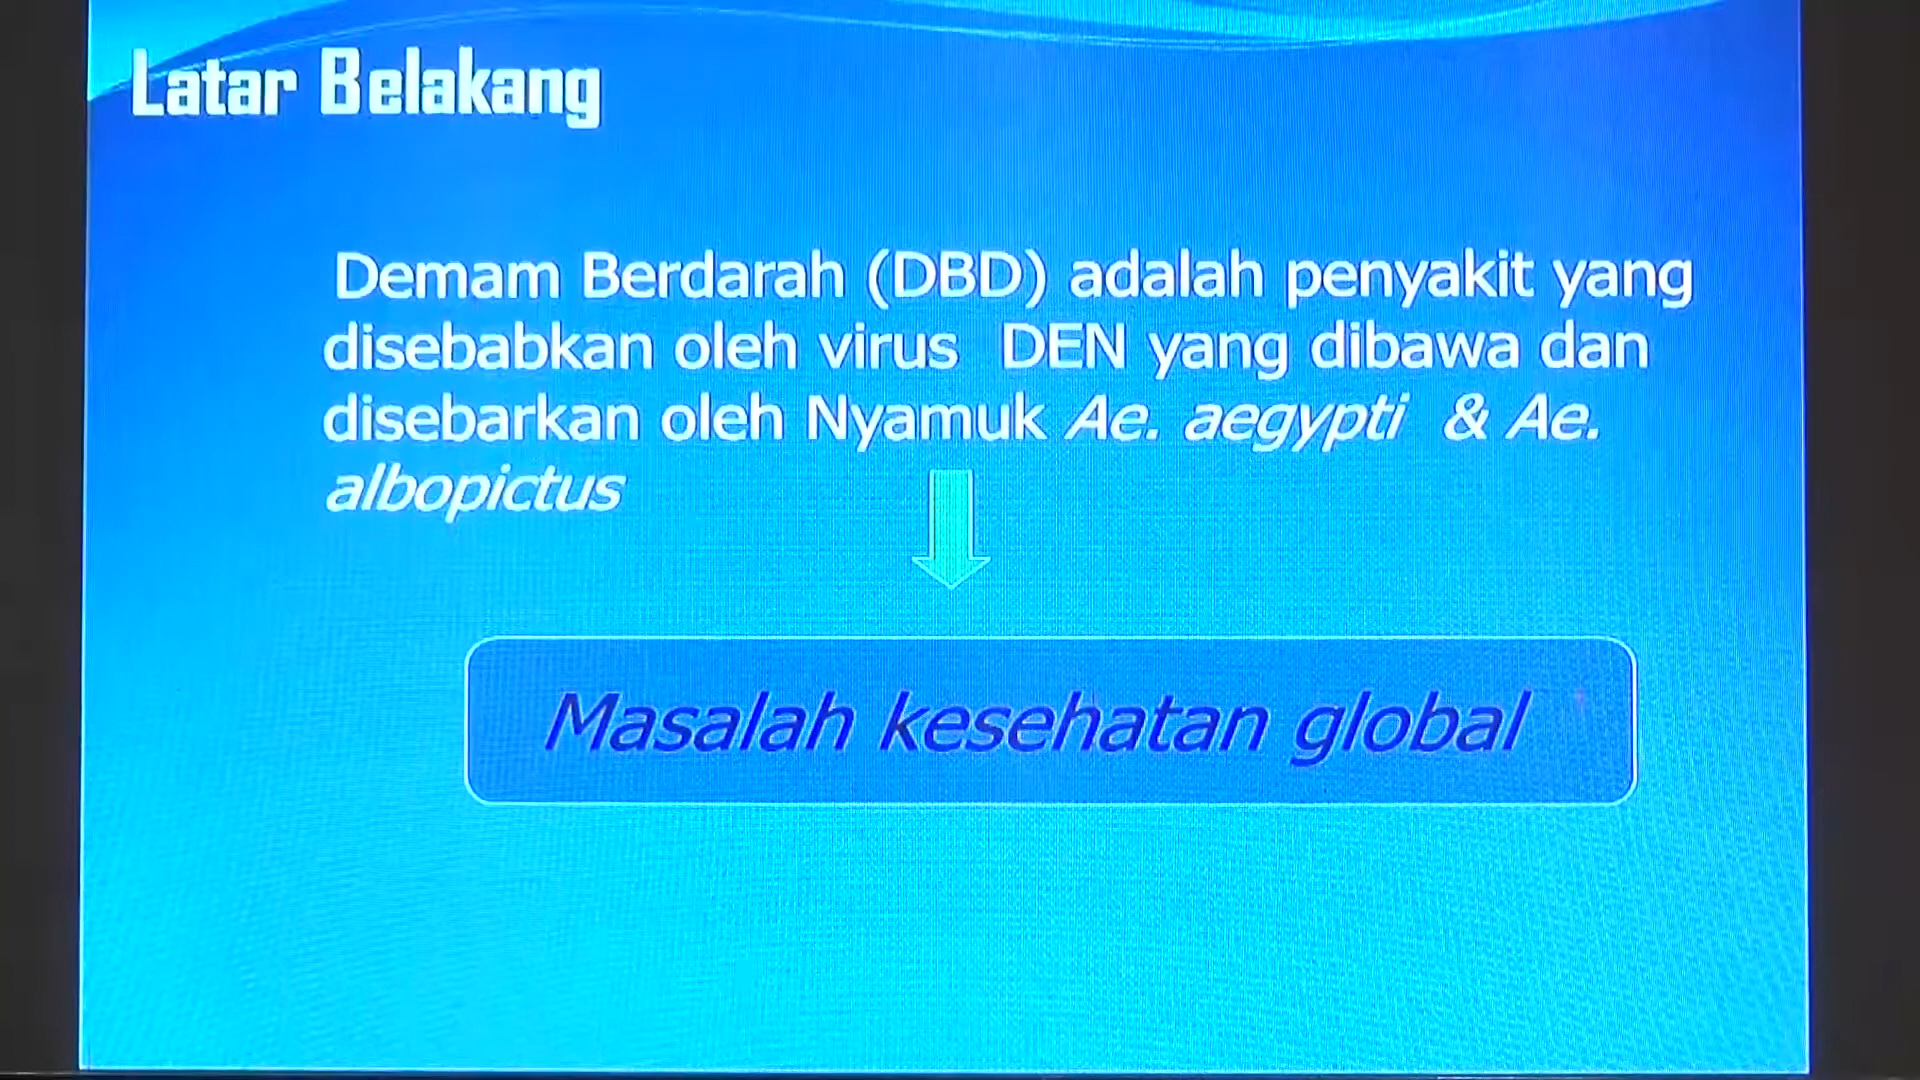 Latar Belakang
Demam Berdarah (DBD) adalah penyakit yang
disebabkan oleh virus DEN yang dibawa dan
disebarkan oleh Nyamuk Ae. aegypti & Ae.
albopictus
Masalah kesehatan global